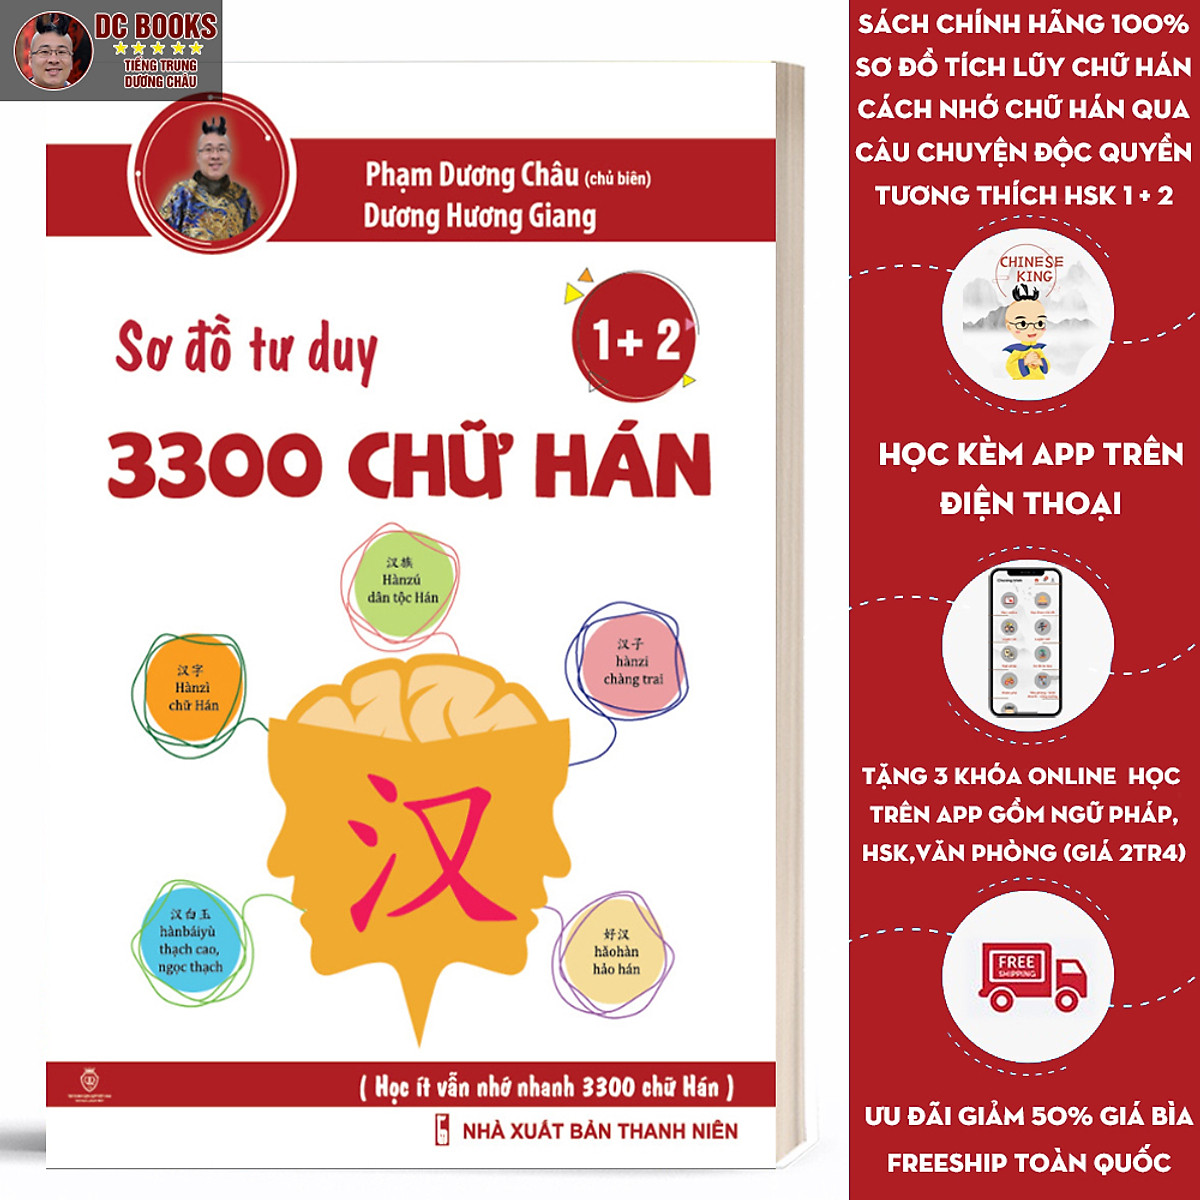 DC BOOKS
TIẾNG TRUNG
DƯƠNG CHÂU
Phạm Dương Châu (chủ biên)
Dương Hương Giang
1 + 2
Sơ đồ tư duy
3300 CHỮ HÁN
汉族
Hànzú
dân tộc Hán
汉字
Hànzì
chữ Hán
汉子
hànzi
chàng trai
汉
汉白玉
hànbáiyù
thạch cao,
ngọc thạch
好汉
hǎohàn
hảo hán
( Học ít vẫn nhớ nhanh 3300 chữ Hán )
NHÀ XUẤT BẢN THANH NIÊN
SÁCH CHÍNH HÃNG 100%
SƠ ĐỒ TÍCH LŨY CHỮ HÁN
CÁCH NHỚ CHỮ HÁN QUA
CÂU CHUYỆN ĐỘC QUYỀN
TƯƠNG THÍCH HSK 1 + 2
CHINESE
KING
HỌC KÈM APP TRÊN
ĐIỆN THOẠI
TẶNG 3 KHÓA ONLINE HỌC
TRÊN APP GỒM NGỮ PHÁP,
HSK,VĂN PHÒNG (GIÁ 2TR4)
FREE
SHIPPING
ƯU ĐÃI GIẢM 50% GIÁ BÌA
FREESHIP TOÀN QUỐC